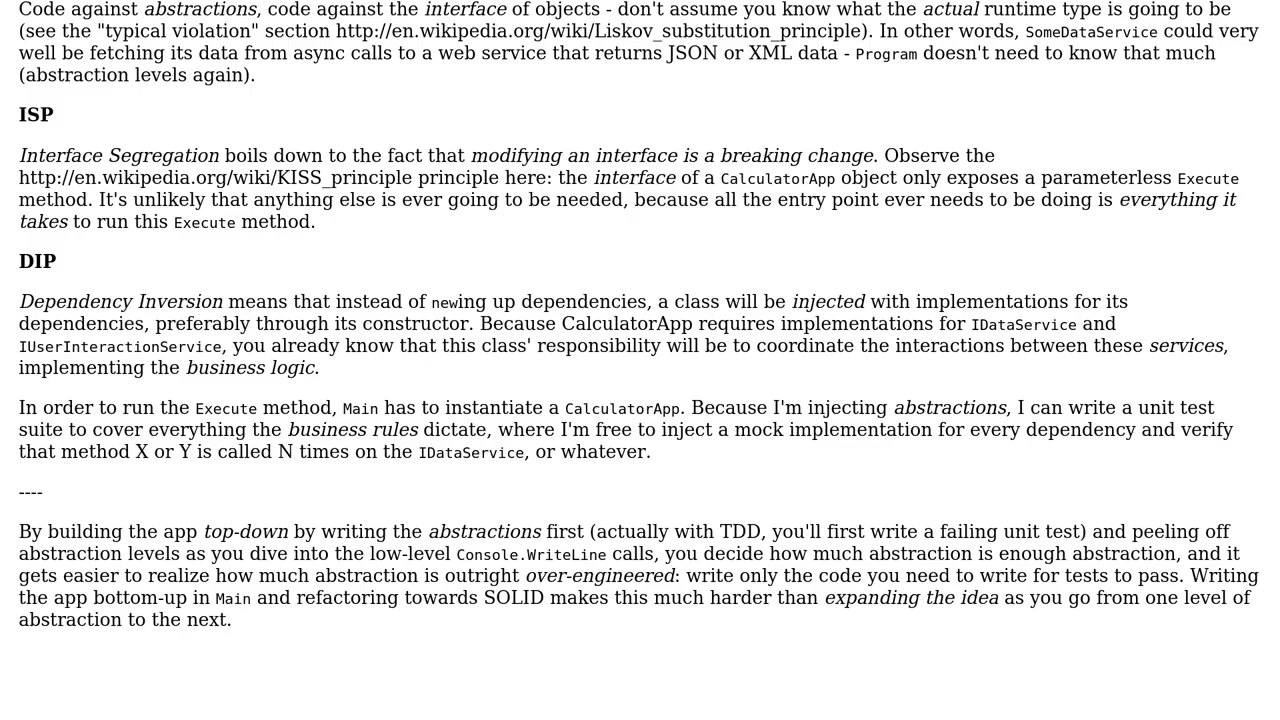 Code against abstractions, code against the interface of objects - don't assume you know what the actual runtime type is going to be
(see the "typical violation" section http://en.wikipedia.org/wiki/Liskov_substitution_principle). In other words, SomeDataService could very
well be fetching its data from async calls to a web service that returns JSON or XML data - Program doesn't need to know that much
(abstraction levels again).
ISP
Interface Segregation boils down to the fact that modifying an interface is a breaking change. Observe the
http://en.wikipedia.org/wiki/KISS_principle principle here: the interface of a CalculatorApp object only exposes a parameterless Execute
method. It's unlikely that anything else is ever going to be needed, because all the entry point ever needs to be doing is everything it
takes to run this Execute method.
DIP
Dependency Inversion means that instead of newing up dependencies, a class will be injected with implementations for its
dependencies, preferably through its constructor. Because CalculatorApp requires implementations for IDataService and
IUserInteractionService, you already know that this class' responsibility will be to coordinate the interactions between these services,
implementing the business logic.
In order to run the Execute method, Main has to instantiate a CalculatorApp. Because I'm injecting abstractions, I can write a unit test
suite to cover everything the business rules dictate, where I'm free to inject a mock implementation for every dependency and verify
that method X or Y is called N times on the IDataService, or whatever.
----
By building the app top-down by writing the abstractions first (actually with TDD, you'll first write a failing unit test) and peeling off
abstraction levels as you dive into the low-level Console.WriteLine calls, you decide how much abstraction is enough abstraction, and it
gets easier to realize how much abstraction is outright over-engineered: write only the code you need to write for tests to pass. Writing
the app bottom-up in Main and refactoring towards SOLID makes this much harder than expanding the idea as you go from one level of
abstraction to the next.